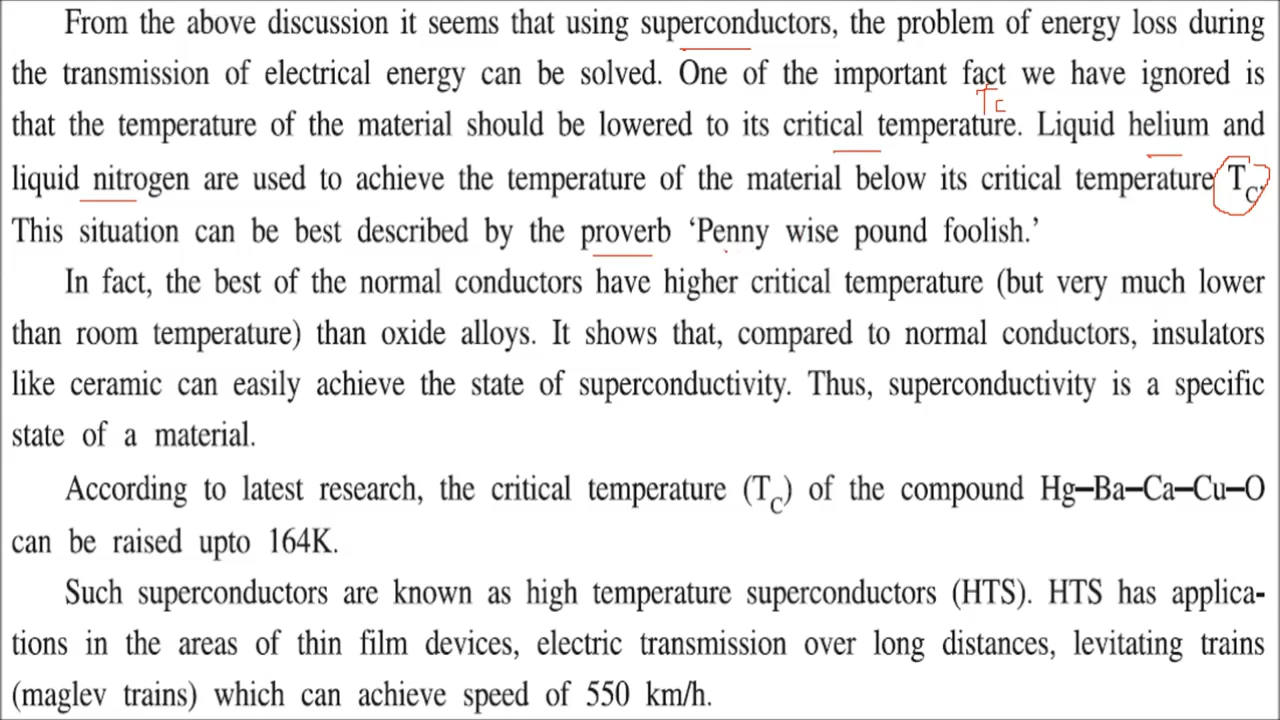 From the above discussion it seems that using superconductors, the problem of energy loss during
the transmission of electrical energy can be solved. One of the important fact we have ignored is
Tc
that the temperature of the material should be lowered to its critical temperature. Liquid helium and
liquid nitrogen are used to achieve the temperature of the material below its critical temperature TC.
This situation can be best described by the proverb ‘Penny wise pound foolish.’
In fact, the best of the normal conductors have higher critical temperature (but very much lower
than room temperature) than oxide alloys. It shows that, compared to normal conductors, insulators
like ceramic can easily achieve the state of superconductivity. Thus, superconductivity is a specific
state of a material.
According to latest research, the critical temperature (TC) of the compound Hg–Ba–Ca–Cu–O
can be raised upto 164K.
Such superconductors are known as high temperature superconductors (HTS). HTS has applica-
tions in the areas of thin film devices, electric transmission over long distances, levitating trains
(maglev trains) which can achieve speed of 550 km/h.